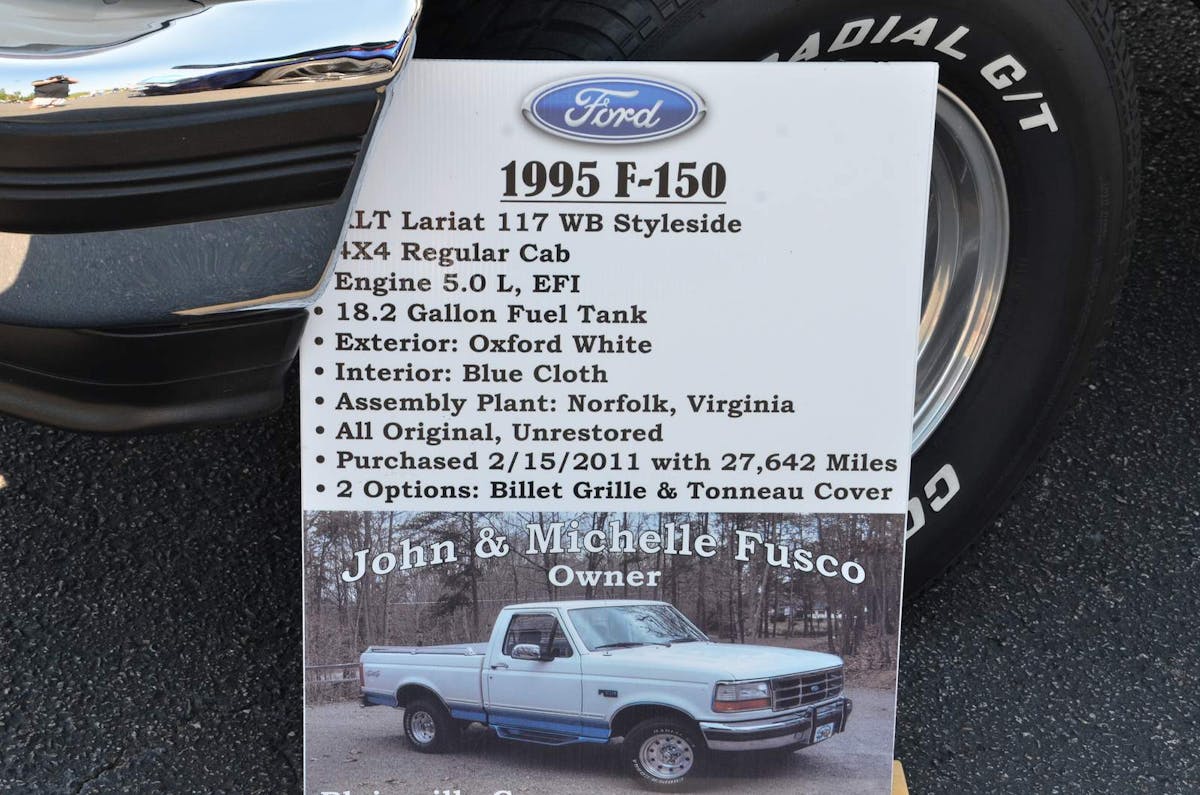 RADIAL G/T
Ford
1995 F-150
LT Lariat 117 WB Styleside
4X4 Regular Cab
Engine 5.0 L, EFI
• 18.2 Gallon Fuel Tank
• Exterior: Oxford White
• Interior: Blue Cloth
• Assembly Plant: Norfolk, Virginia
• All Original, Unrestored
• Purchased 2/15/2011 with 27,642 Miles
• 2 Options: Billet Grille & Tonneau Cover
John & Michelle Fusco
Owner